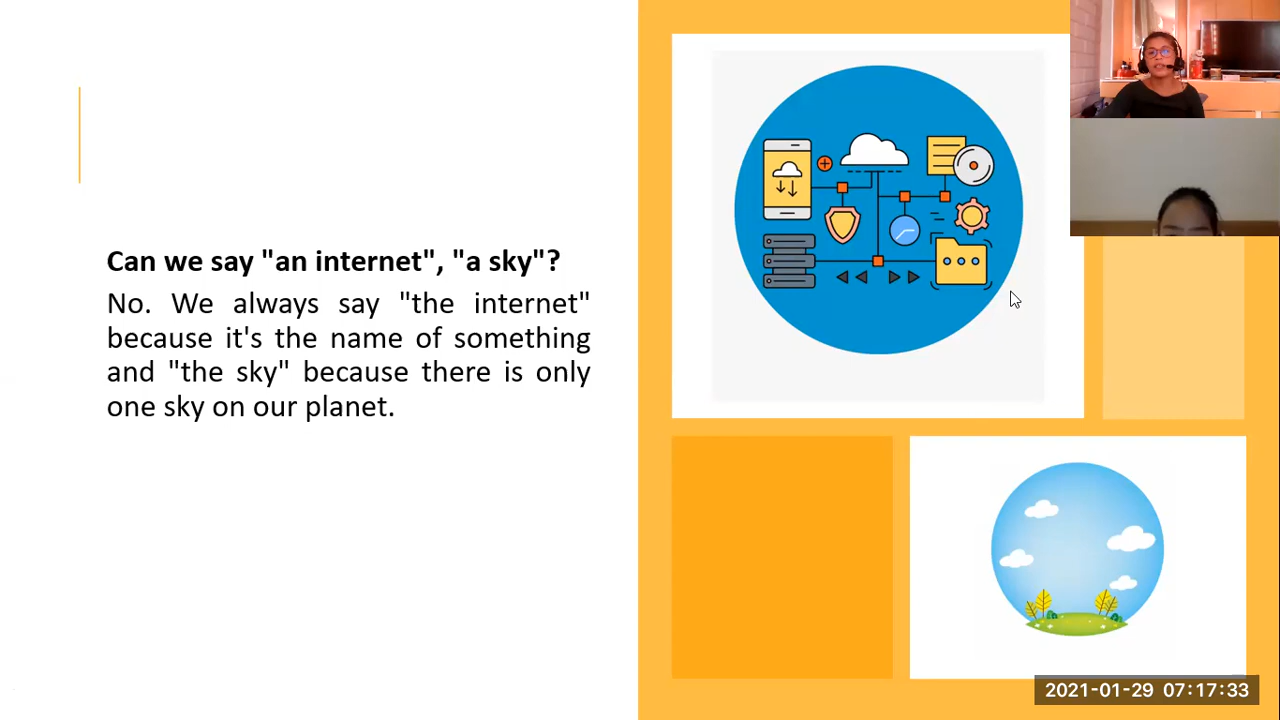 Can we say "an internet", "a sky"?
No. We always say "the internet"
because it's the name of something
and "the sky" because there is only
one sky on our planet.
2021-01-29 07:17:33